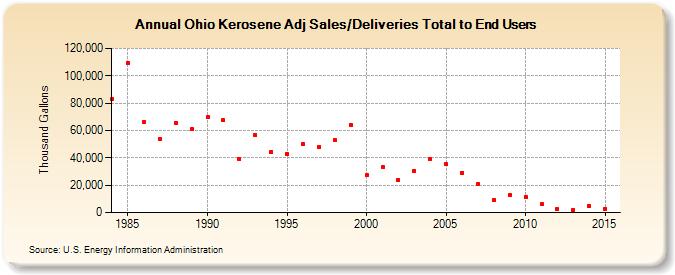 Annual Ohio Kerosene Adj Sales/Deliveries Total to End Users
Thousand Gallons
120,000
100,000
80,000
60,000
40,000
20,000
0
1985 1990 1995 2000 2005 2010 2015
Source: U.S. Energy Information Administration